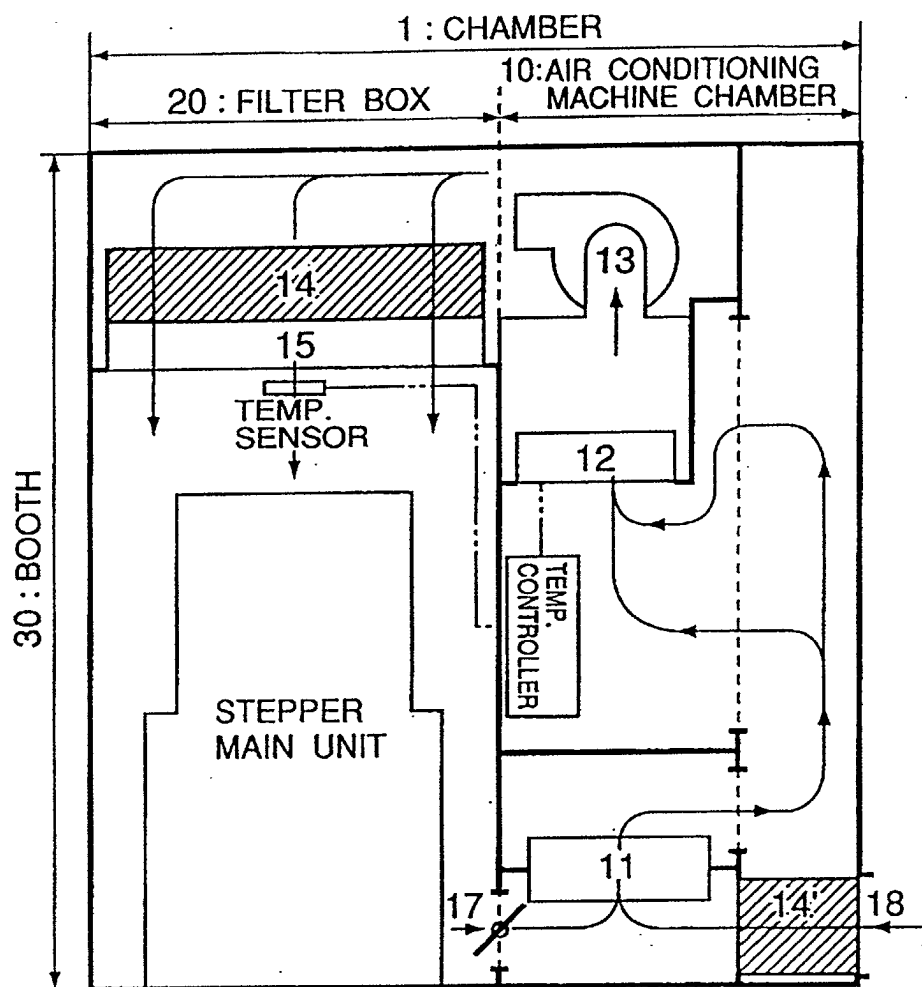 1 : CHAMBER
20 : FILTER BOX
10:AIR CONDITIONING
MACHINE CHAMBER
13
14
15
TEMP.
SENSOR
12
30 : BOOTH
TEMP.
CONTROLLER
STEPPER
MAIN UNIT
11
17
14'
18